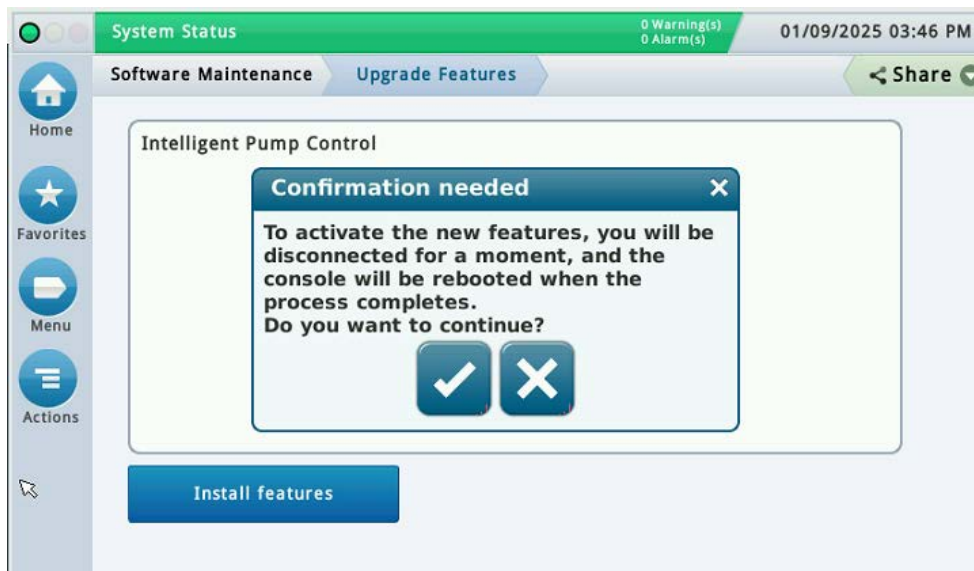 System Status
0 Warning(s)
0 Alarm(s)
01/09/2025 03:46 PM
Software Maintenance
Upgrade Features
Share
Home
Favorites
Menu
Actions
Intelligent Pump Control
Confirmation needed
To activate the new features, you will be
disconnected for a moment, and the
console will be rebooted when the
process completes.
Do you want to continue?
Install features